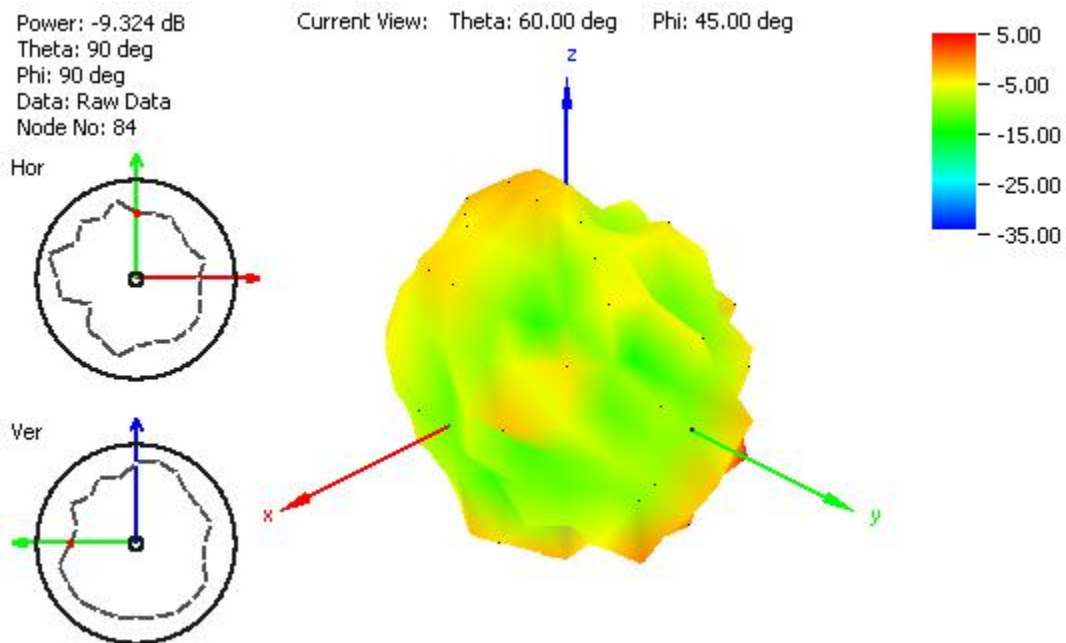 Power: -9.324 dB
Theta: 90 deg
Phi: 90 deg
Data: Raw Data
Node No: 84
Current View: Theta: 60.00 deg Phi: 45.00 deg
Hor
Ver
z
x
y
5.00
-5.00
-15.00
-25.00
-35.00